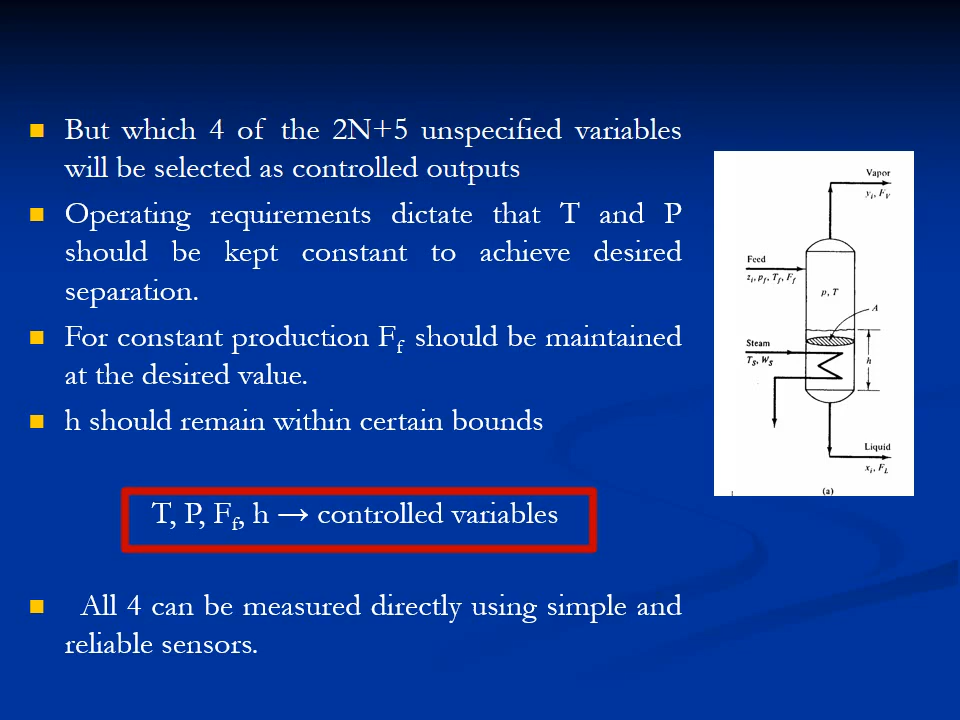 But which 4 of the 2N+5 unspecified variables
will be selected as controlled outputs
Operating requirements dictate that T and P
should be kept constant to achieve desired
separation.
For constant production Ff should be maintained
at the desired value.
h should remain within certain bounds
T, P, Ff, h → controlled variables
All 4 can be measured directly using simple and
reliable sensors.
Vapor
yi, FV
Feed
zi, pf, Tf, Ff
p, T
A
Steam
TS, WS
h
Liquid
xi, FL
(a)